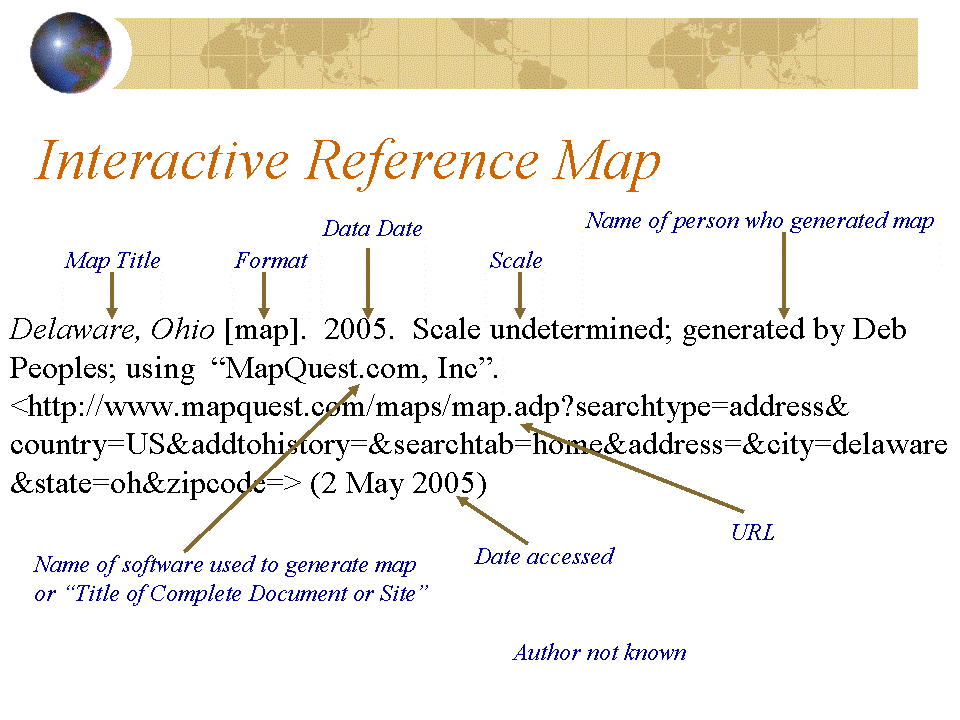 Interactive Reference Map
Name of person who generated map
Data Date
Map Title
Format
Scale
Delaware, Ohio [map].  2005.  Scale undetermined; generated by Deb
Peoples; using  “MapQuest.com, Inc”.
<http://www.mapquest.com/maps/map.adp?searchtype=address&
country=US&addtohistory=&searchtab=home&address=&city=delaware
&state=oh&zipcode=> (2 May 2005)
URL
Date accessed
Name of software used to generate map
or “Title of Complete Document or Site”
Author not known